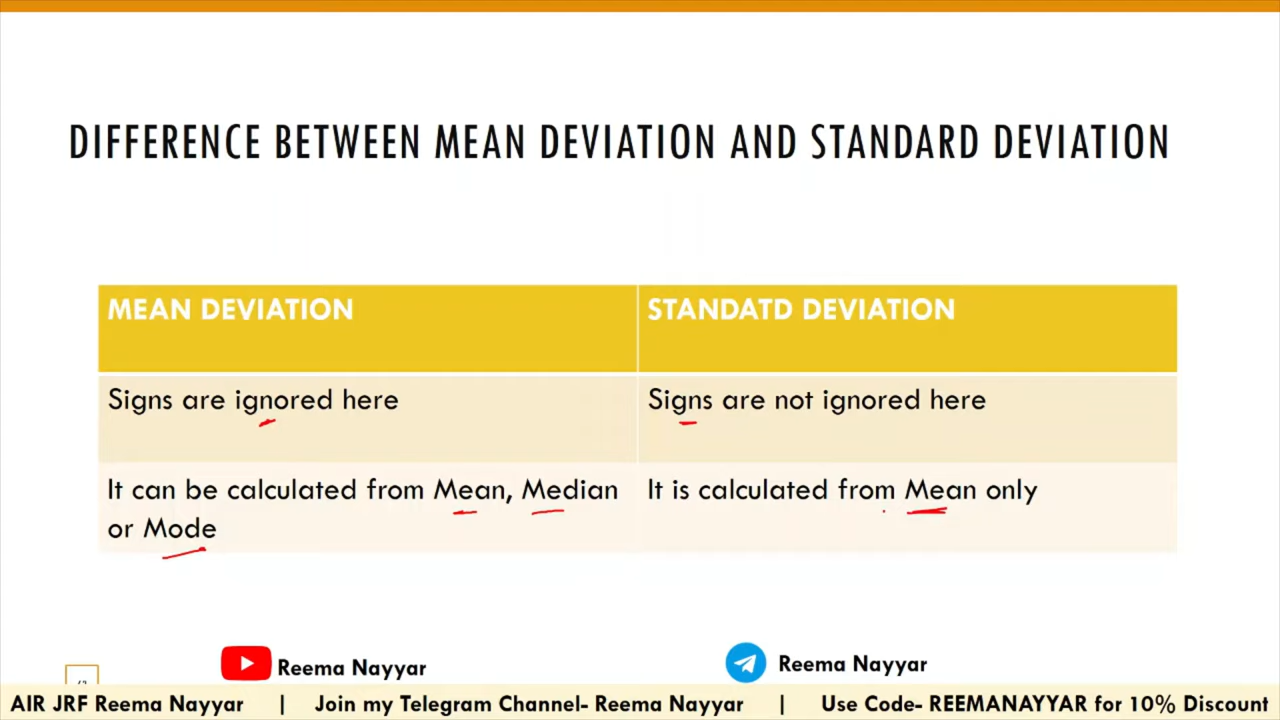 DIFFERENCE BETWEEN MEAN DEVIATION AND STANDARD DEVIATION
MEAN DEVIATION
STANDATD DEVIATION
Signs are ignored here
Signs are not ignored here
It can be calculated from Mean, Median
or Mode
It is calculated from Mean only
Reema Nayyar
Reema Nayyar
AIR JRF Reema Nayyar | Join my Telegram Channel- Reema Nayyar | Use Code- REEMANAYYAR for 10% Discount